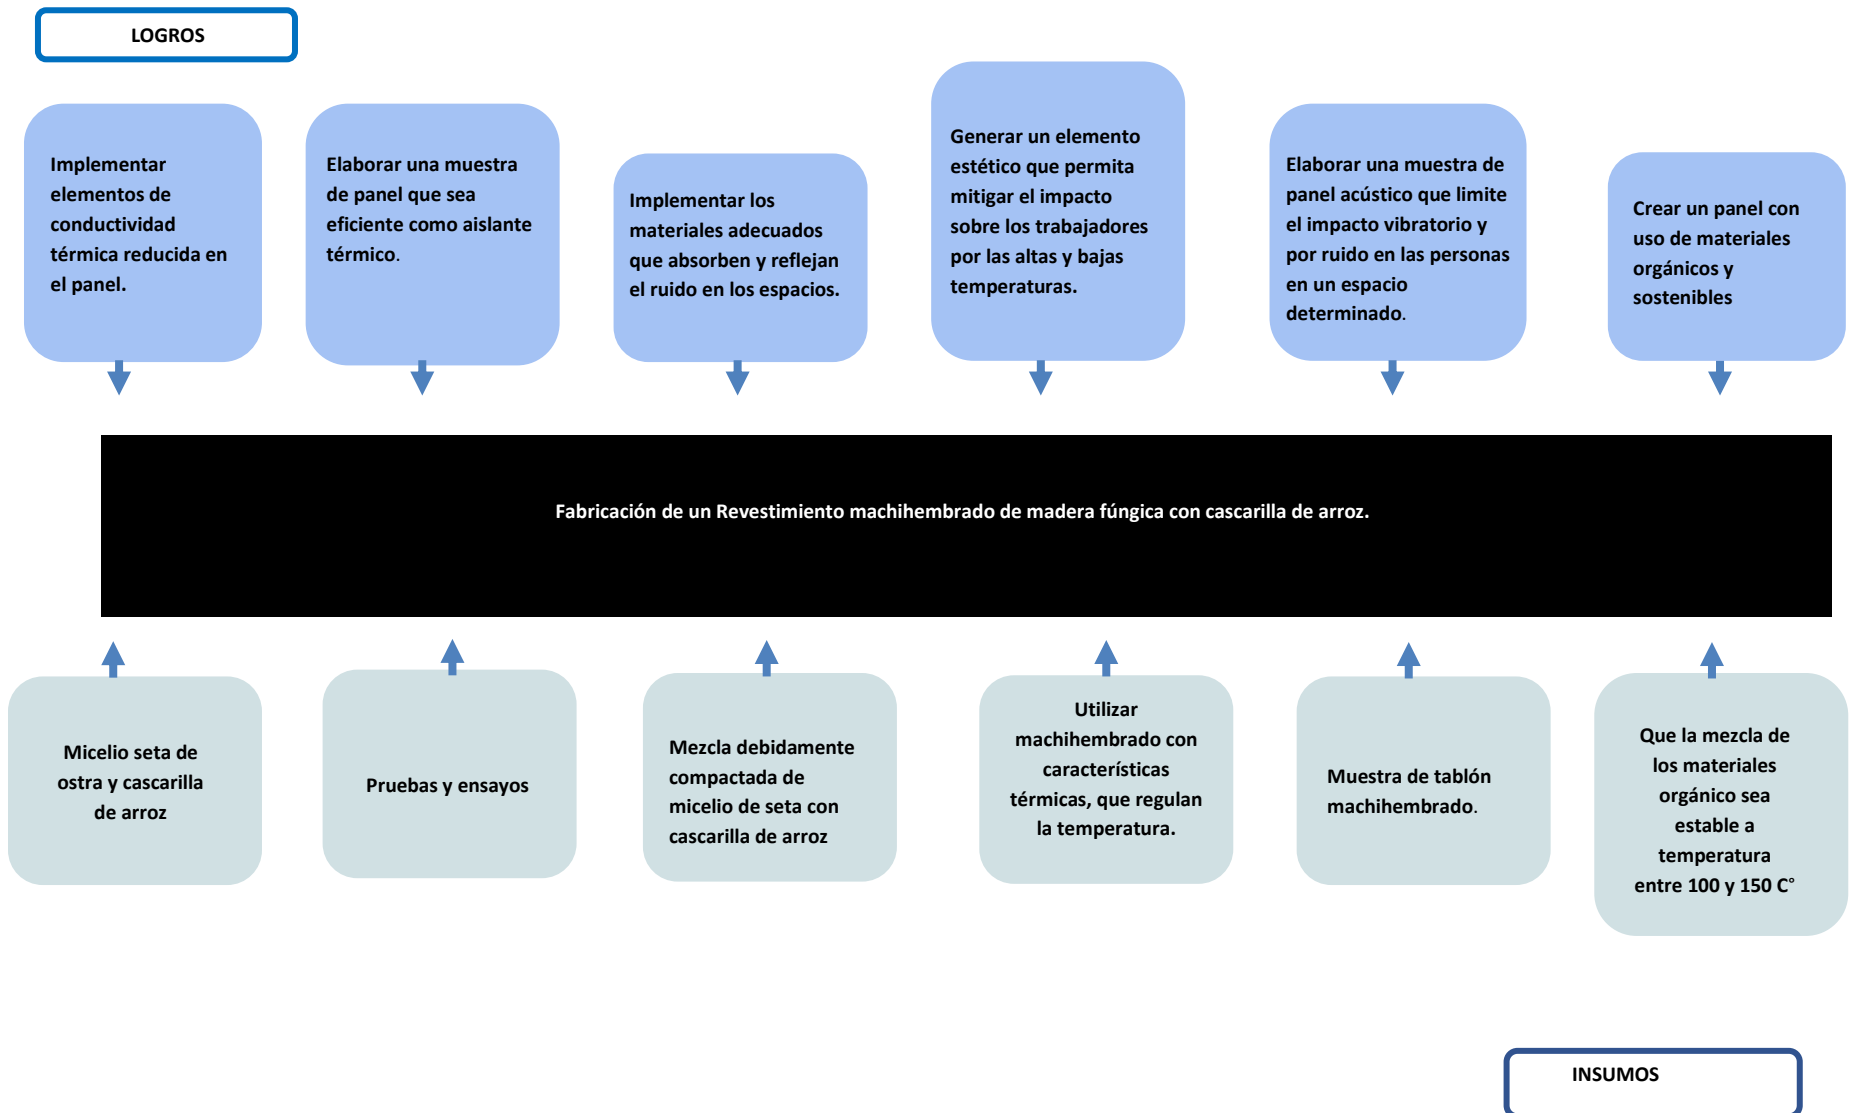 LOGROS
Implementar
elementos de
conductividad
térmica reducida en
el panel.
Elaborar una muestra
de panel que sea
eficiente como aislante
térmico.
Implementar los
materiales adecuados
que absorben y reflejan
el ruido en los espacios.
Generar un elemento
estético que permita
mitigar el impacto
sobre los trabajadores
por las altas y bajas
temperaturas.
Elaborar una muestra de
panel acústico que limite
el impacto vibratorio y
por ruido en las personas
en un espacio
determinado.
Crear un panel con
uso de materiales
orgánicos y
sostenibles
Fabricación de un Revestimiento machihembrado de madera fúngica con cascarilla de arroz.
Micelio seta de
ostra y cascarilla
de arroz
Pruebas y ensayos
Mezcla debidamente
compactada de
micelio de seta con
cascarilla de arroz
Utilizar
machihembrado con
características
térmicas, que regulan
la temperatura.
Muestra de tablón
machihembrado.
Que la mezcla de
los materiales
orgánico sea
estable a
temperatura
entre 100 y 150 C°
INSUMOS